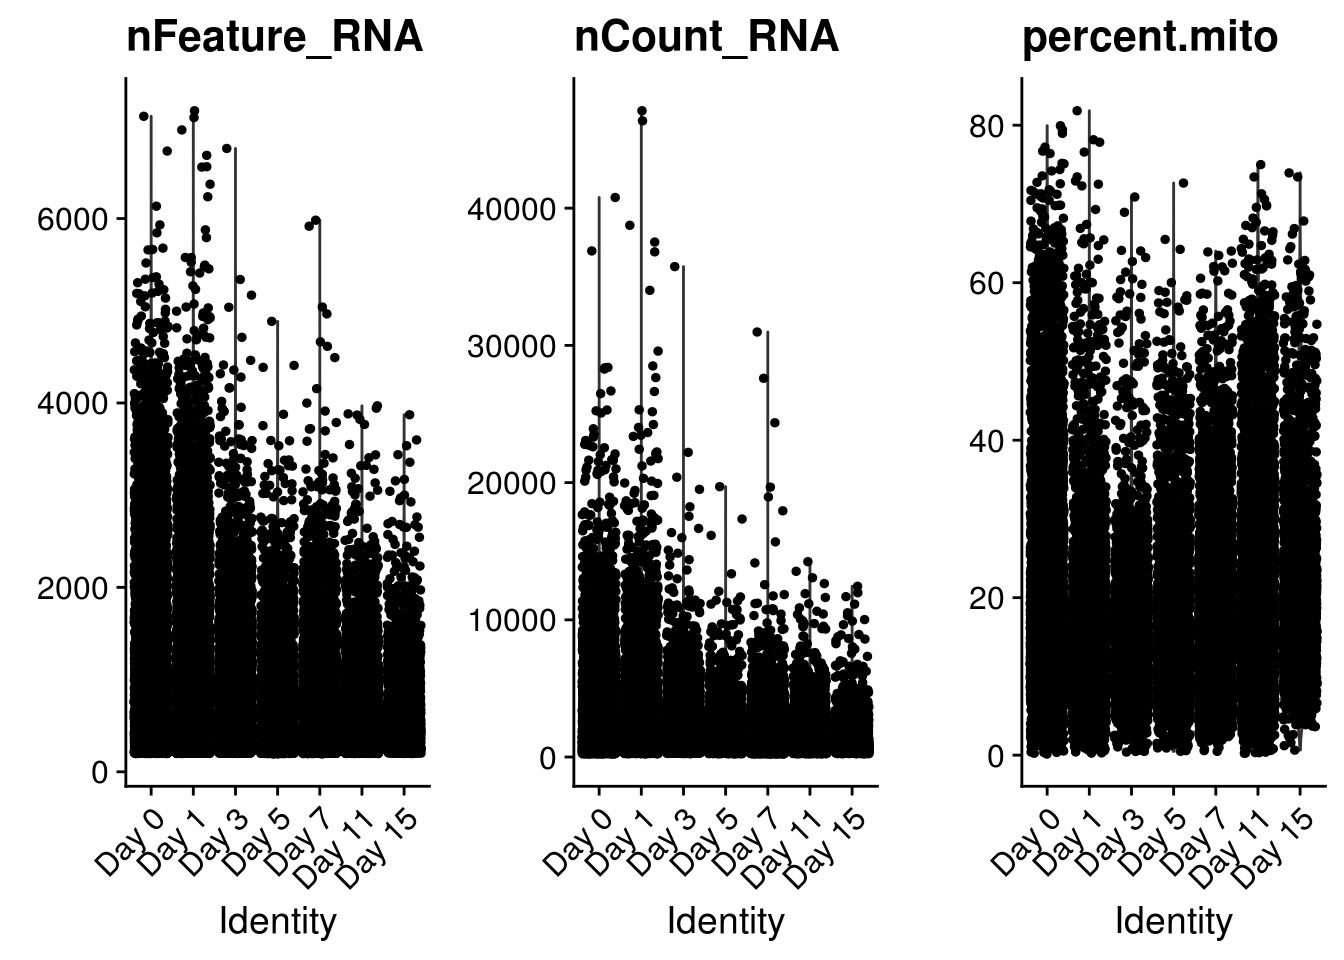 nFeature_RNA
6000
4000
2000
0
Day 0
Day 1
Day 3
Day 5
Day 7
Day 11
Day 15
Identity
nCount_RNA
40000
30000
20000
10000
0
Day 0
Day 1
Day 3
Day 5
Day 7
Day 11
Day 15
Identity
percent.mito
80
60
40
20
0
Day 0
Day 1
Day 3
Day 5
Day 7
Day 11
Day 15
Identity